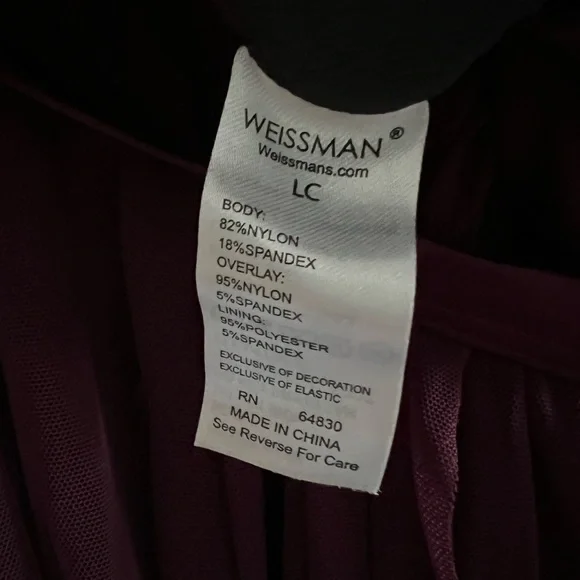 WEISSMAN®
Weissmans.com
LC
BODY:
82%NYLON
18%SPANDEX
OVERLAY:
95%NYLON
5%SPANDEX
LINING:
95%POLYESTER
5%SPANDEX
EXCLUSIVE OF DECORATION
EXCLUSIVE OF ELASTIC
RN 64830
MADE IN CHINA
See Reverse For Care